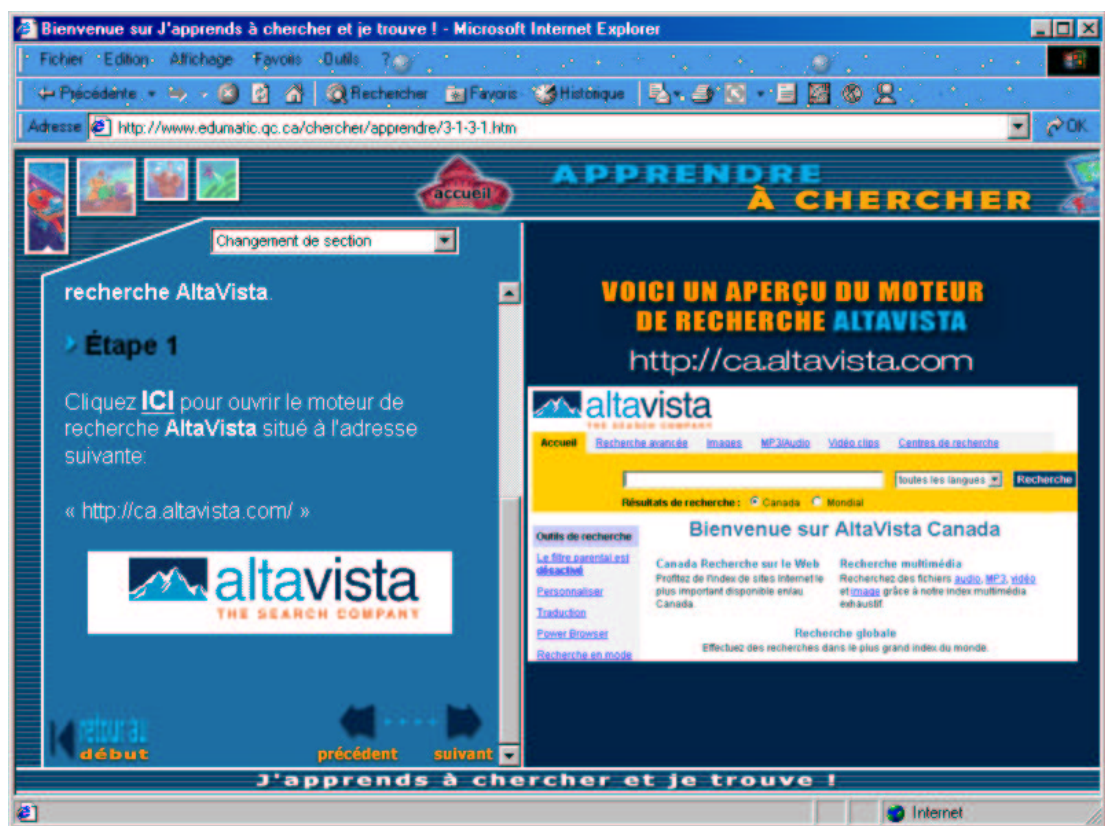 Bienvenue sur J'apprends à chercher et je trouve ! - Microsoft Internet Explorer
Fichier Edition Affichage Favoris Outils ?
Précédente Rechercher Favoris Historique
Adresse http://www.edumatic.qc.ca/chercher/apprendre/3-1-3-1.htm OK
accueil
APPRENDRE
À CHERCHER
Changement de section
recherche AltaVista.
Étape 1
Cliquez ICI pour ouvrir le moteur de
recherche AltaVista situé à l'adresse
suivante:
« http://ca.altavista.com/ »
altavista
THE SEARCH COMPANY
retour au
début
précédent suivant
VOICI UN APERÇU DU MOTEUR
DE RECHERCHE ALTAVISTA
http://ca.altavista.com
altavista
THE SEARCH COMPANY
Accueil Recherche avancée Images MP3/Audio Vidéo clips Centres de recherche
toutes les langues Recherche
Résultats de recherche : Canada Mondial
Outils de recherche
Le filtre parental est
désactivé
Personnaliser
Traduction
Power Browser
Recherche en mode
Bienvenue sur AltaVista Canada
Canada Recherche sur le Web
Profitez de l'index de sites Internet le
plus important disponible en/au
Canada.
Recherche multimédia
Recherchez des fichiers audio, MP3, vidéo
et image grâce à notre index multimédia
exhaustif.
Recherche globale
Effectuez des recherches dans le plus grand index du monde.
J'apprends à chercher et je trouve !
Internet